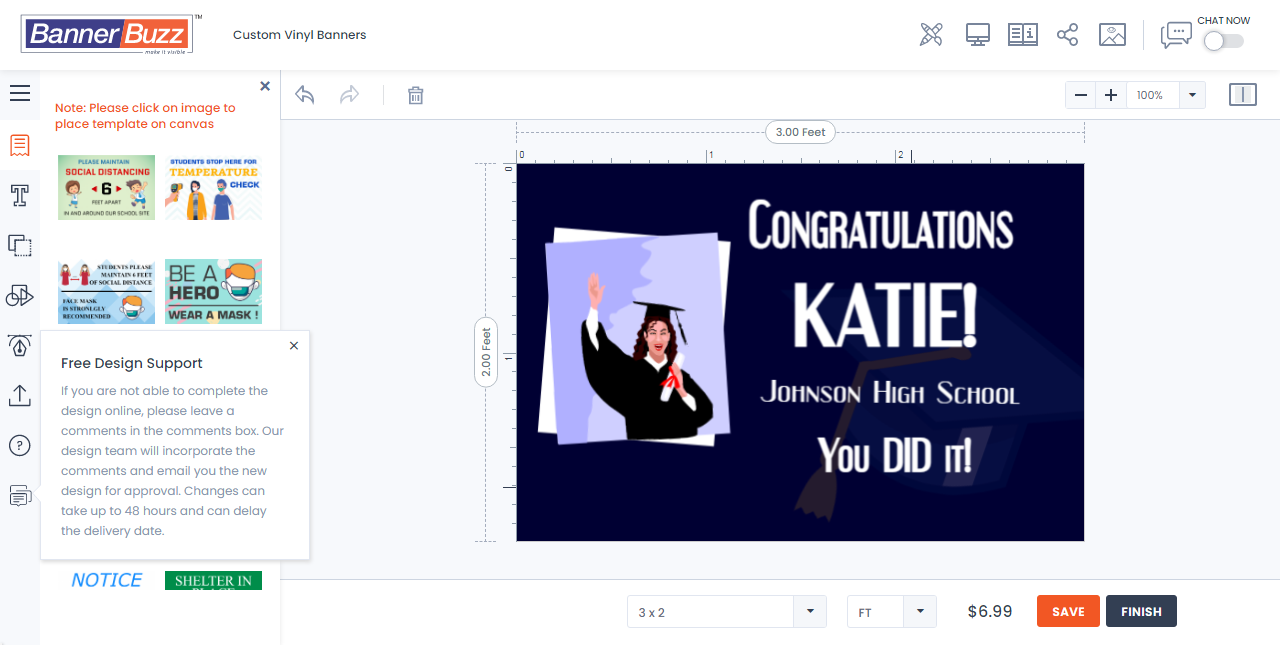 BannerBuzz
TM
make it visible
Custom Vinyl Banners
CHAT NOW
Note: Please click on image to
place template on canvas
PLEASE MAINTAIN
SOCIAL DISTANCING
6
FEET APART
IN AND AROUND OUR SCHOOL SITE
STUDENTS STOP HERE FOR
TEMPERATURE
CHECK
STUDENTS PLEASE
MAINTAIN 6 FEET
OF SOCIAL DISTANCE
FACE MASK
IS STRONLGY
RECOMMENDED
BE A
HERO
WEAR A MASK !
Free Design Support
If you are not able to complete the
design online, please leave a
comments in the comments box. Our
design team will incorporate the
comments and email you the new
design for approval. Changes can
take up to 48 hours and can delay
the delivery date.
NOTICE
SHELTER IN
PLACE
100%
3.00 Feet
0
1
2
0
1
2.00 Feet
CONGRATULATIONS
KATIE!
JOHNSON HIGH SCHOOL
YOU DID IT!
3 x 2
FT
$6.99
SAVE
FINISH